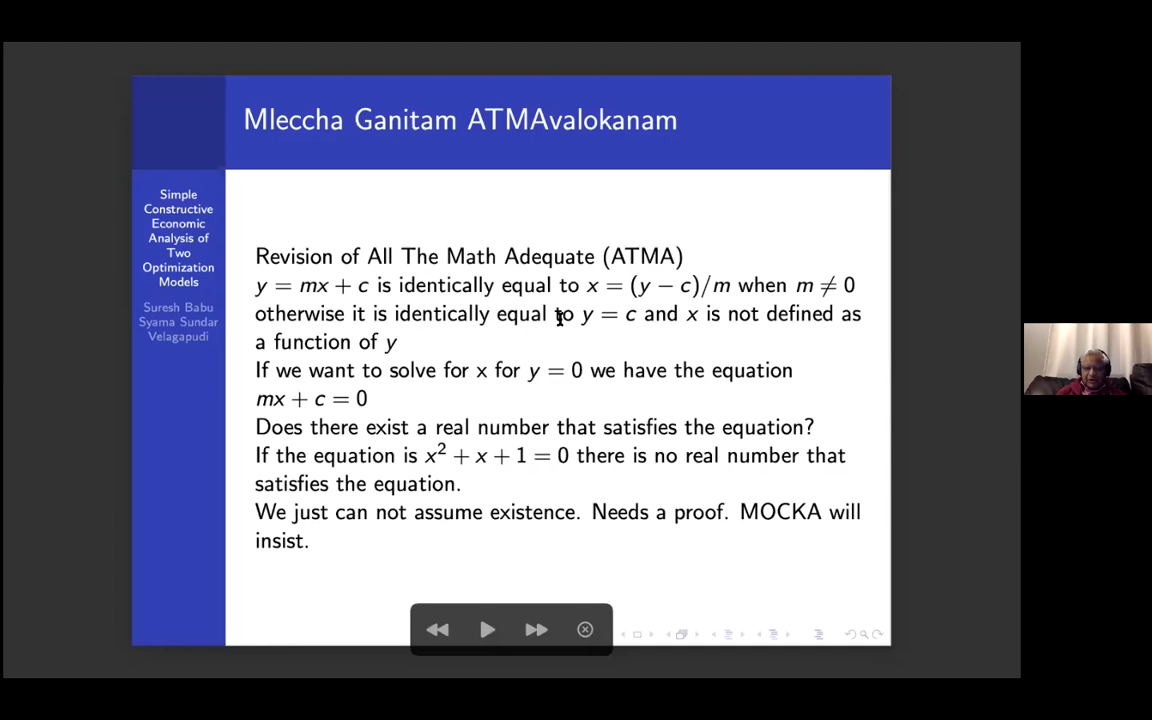 Mleccha Ganitam ATMAvalokanam
Simple
Constructive
Economic
Analysis of
Two
Optimization
Models
Suresh Babu
Syama Sundar
Velagapudi
Revision of All The Math Adequate (ATMA)
y = mx + c is identically equal to x = (y − c)/m when m ≠ 0
otherwise it is identically equal to y = c and x is not defined as
a function of y
If we want to solve for x for y = 0 we have the equation
mx + c = 0
Does there exist a real number that satisfies the equation?
If the equation is x² + x + 1 = 0 there is no real number that
satisfies the equation.
We just can not assume existence. Needs a proof. MOCKA will
insist.